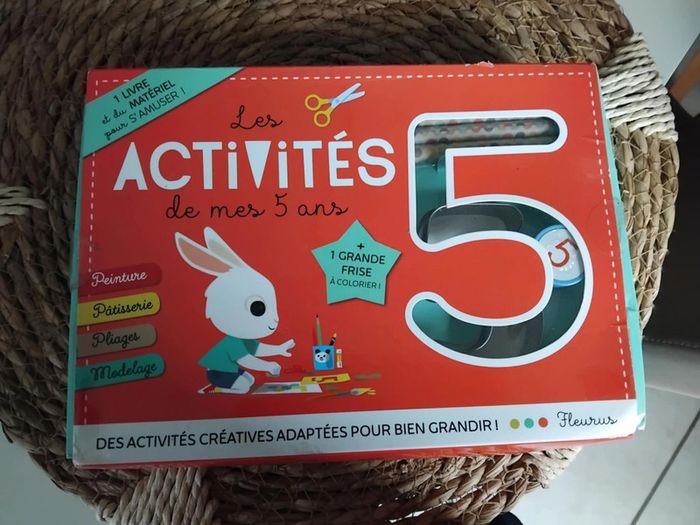 1 LIVRE
et du MATÉRIEL
pour S'AMUSER !
Les
ACTIVITÉS
de mes 5 ans
5
+
1 GRANDE
FRISE
À COLORIER !
5
Peinture
Pâtisserie
Pliages
Modelage
DES ACTIVITÉS CRÉATIVES ADAPTÉES POUR BIEN GRANDIR !
Fleurus